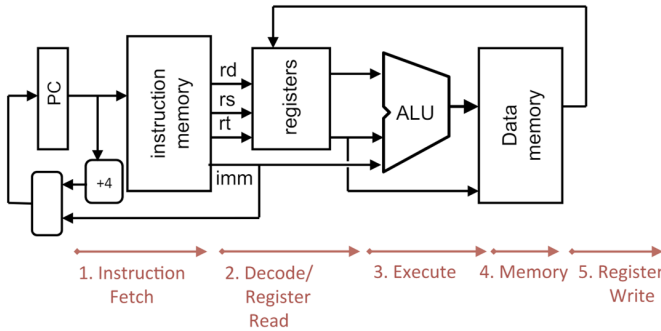 PC
+4
instruction
memory
rd
rs
rt
imm
registers
ALU
Data
memory
1. Instruction
Fetch
2. Decode/
Register
Read
3. Execute
4. Memory
5. Register
Write